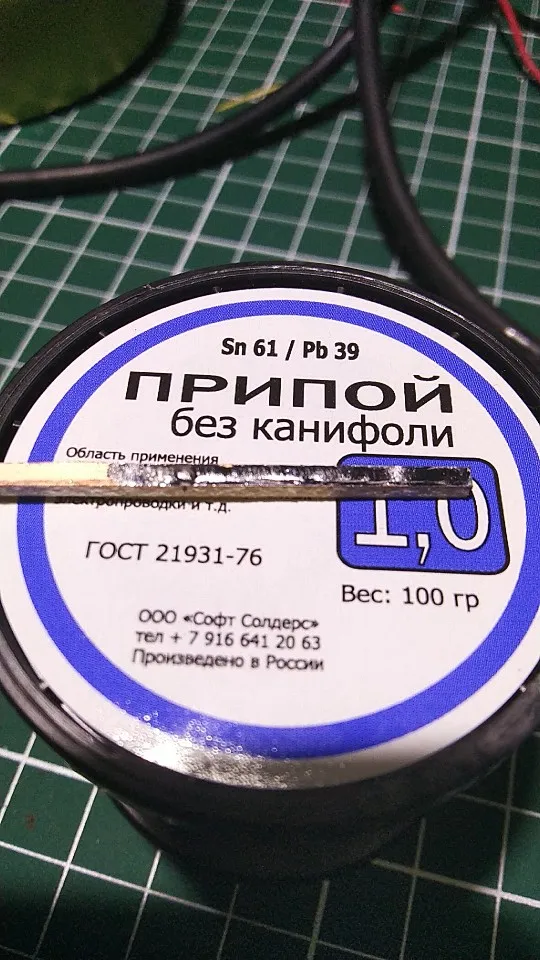 Sn 61 / Pb 39
ПРИПОЙ
без канифоли
Область применения
электропроводки и т.д.
1,0
ГОСТ 21931-76
Вес: 100 гр
ООО «Софт Солдерс»
тел + 7 916 641 20 63
Произведено в России